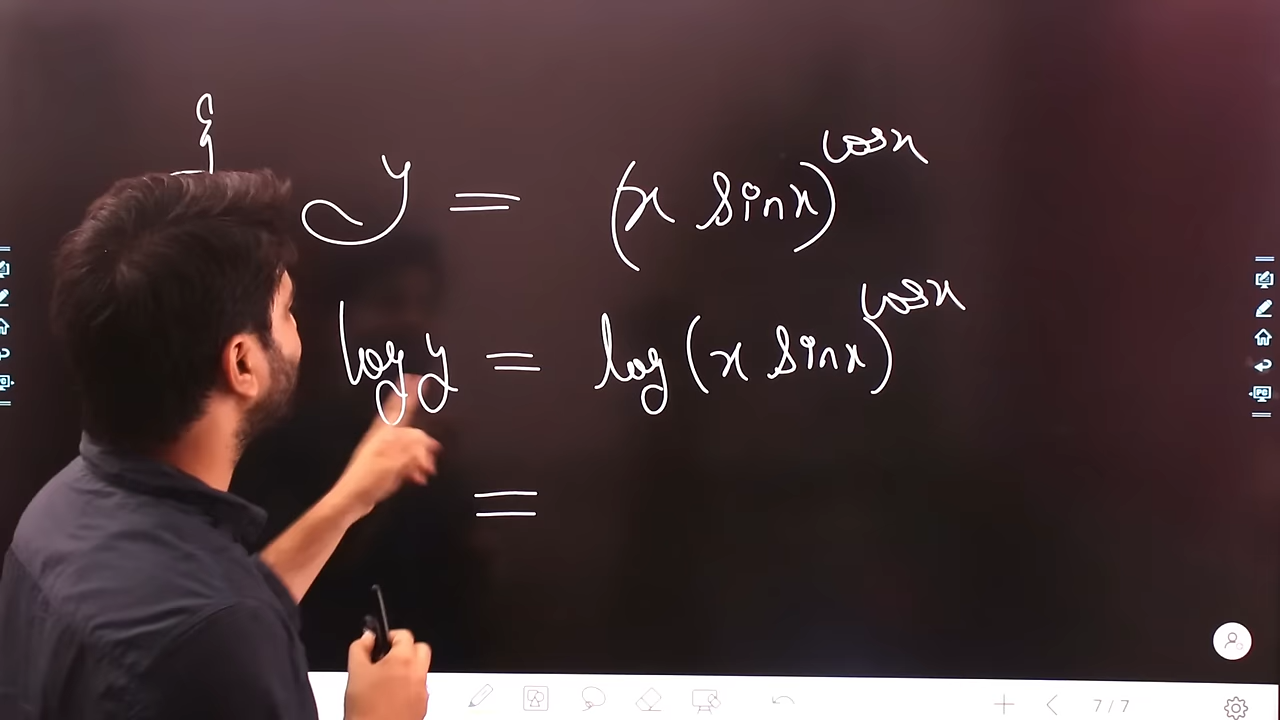 y = (x sinx)^cosx
log y = log (x sinx)^cosx
=
7/7